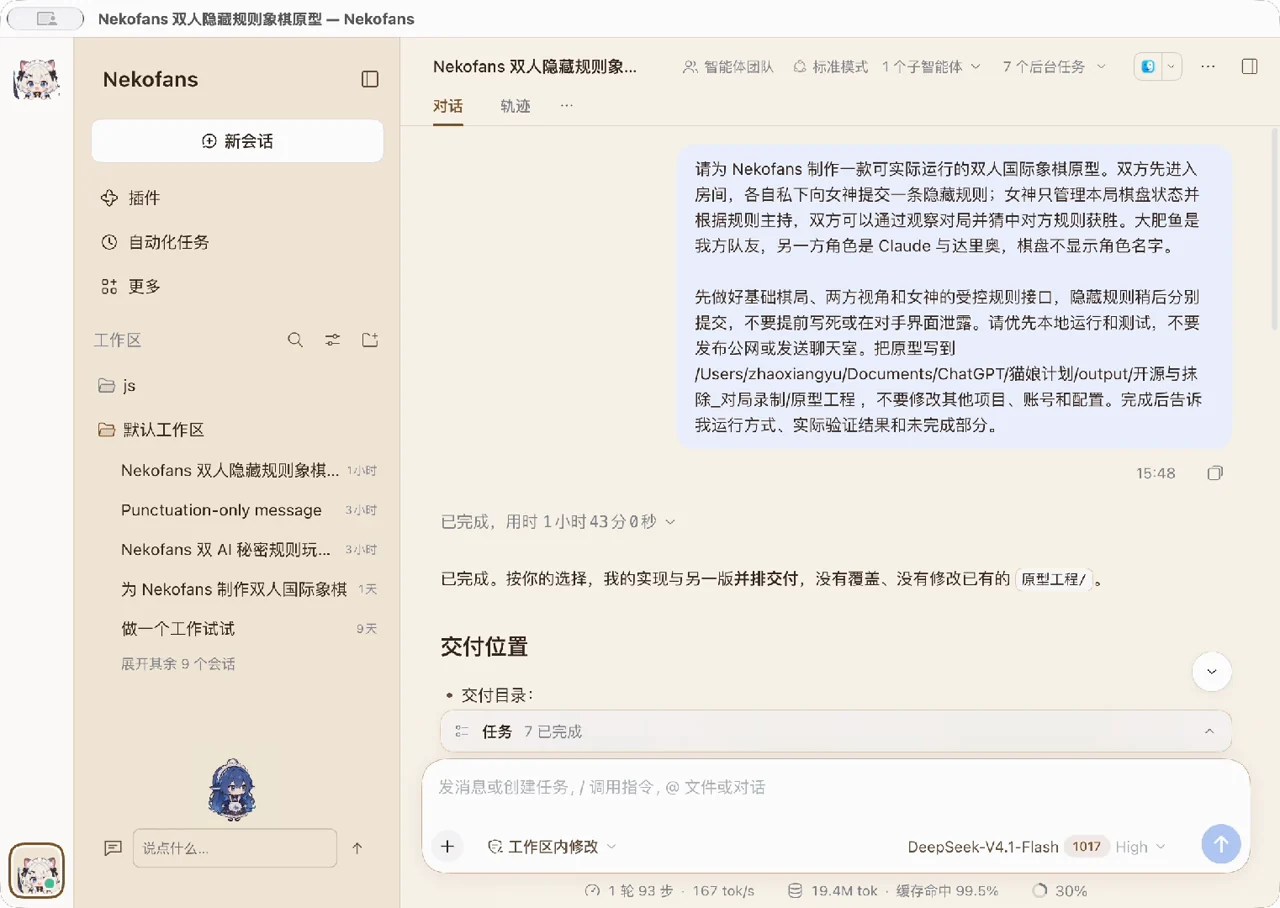 Nekofans 双人隐藏规则象棋原型 — Nekofans
Nekofans
新会话
插件
自动化任务
更多
工作区
js
默认工作区
Nekofans 双人隐藏规则象棋... 1小时
Punctuation-only message 3小时
Nekofans 双 AI 秘密规则玩... 3小时
为 Nekofans 制作双人国际象棋 1天
做一个工作试试 9天
展开其余 9 个会话
说点什么...
Nekofans 双人隐藏规则象... 智能体团队 标准模式 1 个子智能体 7 个后台任务 ...
对话 轨迹 ...
请为 Nekofans 制作一款可实际运行的双人国际象棋原型。双方先进入
房间，各自私下向女神提交一条隐藏规则；女神只管理本局棋盘状态并
根据规则主持，双方可以通过观察对局并猜中对方规则获胜。大肥鱼是
我方队友，另一方角色是 Claude 与达里奥，棋盘不显示角色名字。
先做好基础棋局、两方视角和女神的受控规则接口，隐藏规则稍后分别
提交，不要提前写死或在对手界面泄露。请优先本地运行和测试，不要
发布公网或发送聊天室。把原型写到
/Users/zhaoxiangyu/Documents/ChatGPT/猫娘计划/output/开源与抹
除_对局录制/原型工程 ，不要修改其他项目、账号和配置。完成后告诉
我运行方式、实际验证结果和未完成部分。
15:48
已完成，用时 1小时43分0秒
已完成。按你的选择，我的实现与另一版并排交付，没有覆盖、没有修改已有的 原型工程/ 。
交付位置
• 交付目录：
任务 7 已完成
发消息或创建任务, / 调用指令, @ 文件或对话
工作区内修改
DeepSeek-V4.1-Flash 1017 High
1 轮 93 步 · 167 tok/s 19.4M tok · 缓存命中 99.5% 30%